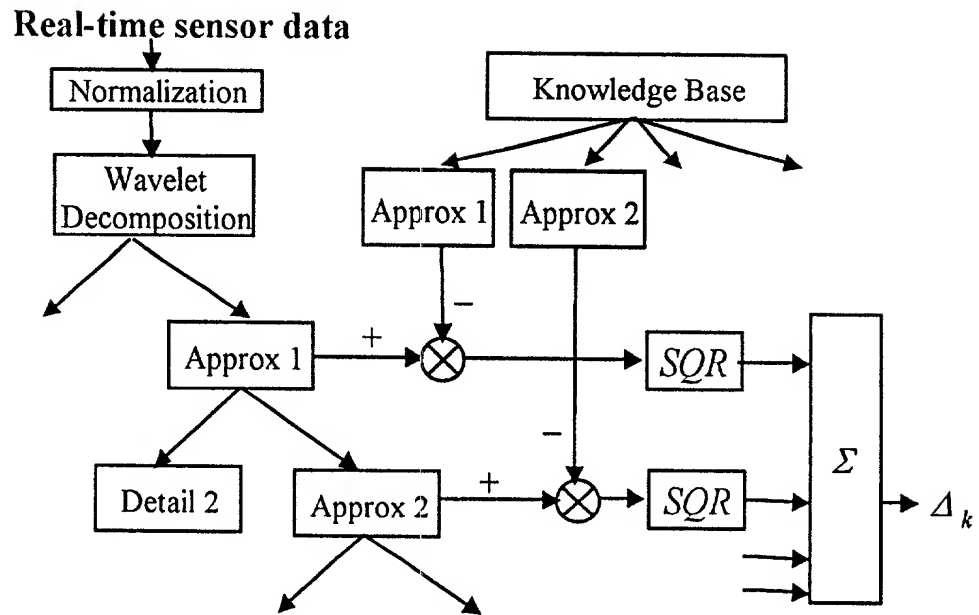 Real-time sensor data
Normalization
Knowledge Base
Wavelet
Decomposition
Approx 1
Approx 2
−
Approx 1
+
SQR
−
Σ
Detail 2
Approx 2
+
SQR
Δ k